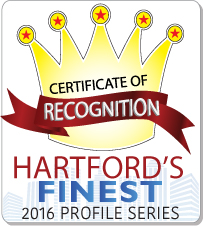 CERTIFICATE OF
RECOGNITION
HARTFORD'S
FINEST
2016 PROFILE SERIES